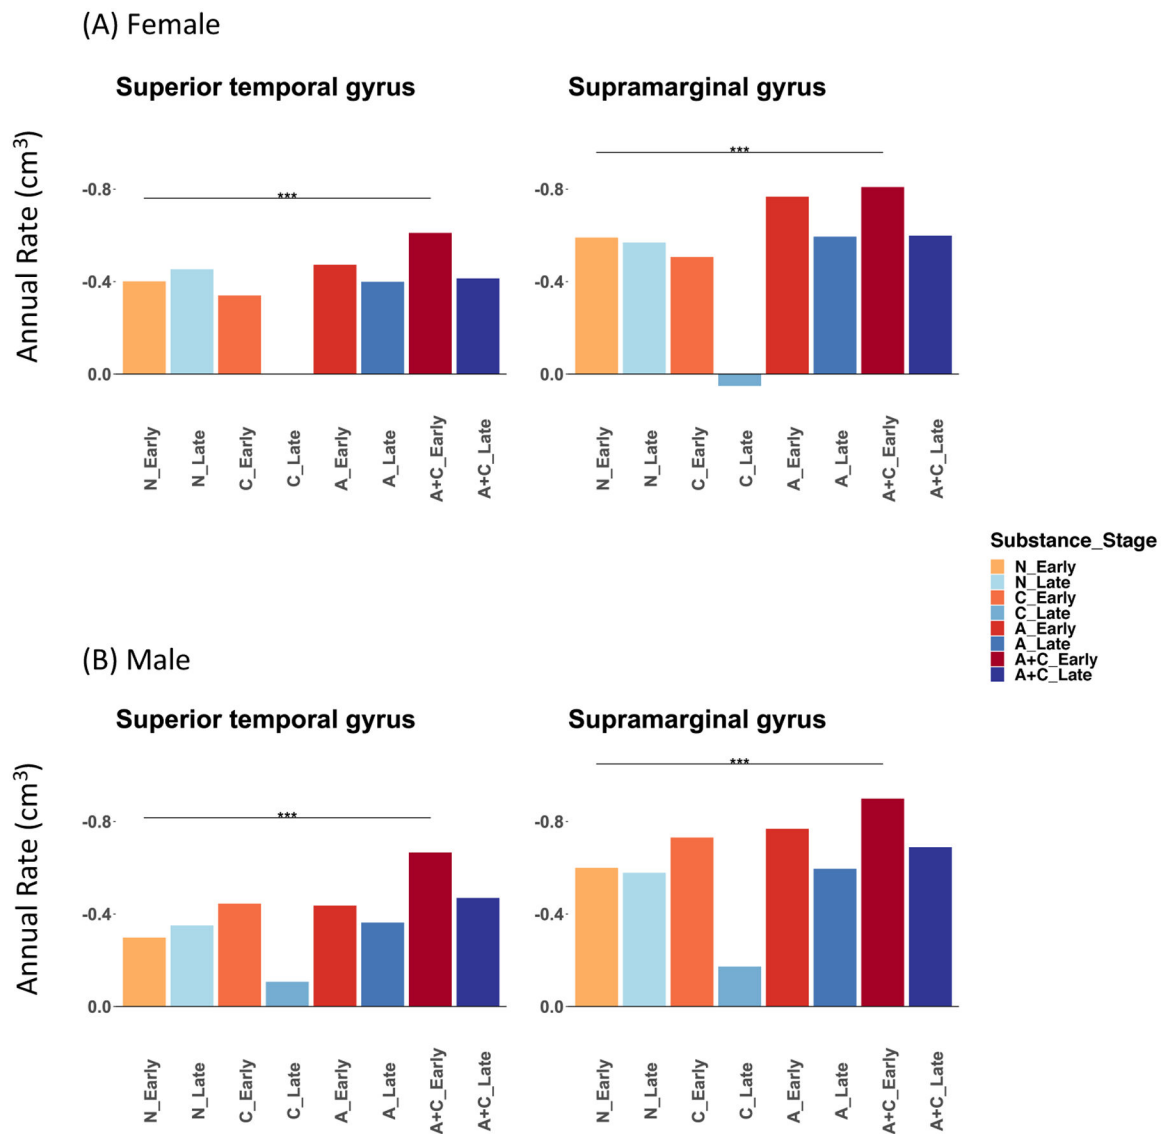 (A) Female
Superior temporal gyrus
Supramarginal gyrus
Annual Rate (cm³)
-0.8
-0.4
0.0
***
N_Early
N_Late
C_Early
C_Late
A_Early
A_Late
A+C_Early
A+C_Late
-0.8
-0.4
0.0
***
N_Early
N_Late
C_Early
C_Late
A_Early
A_Late
A+C_Early
A+C_Late
Substance_Stage
N_Early
N_Late
C_Early
C_Late
A_Early
A_Late
A+C_Early
A+C_Late
(B) Male
Superior temporal gyrus
Supramarginal gyrus
Annual Rate (cm³)
-0.8
-0.4
0.0
***
N_Early
N_Late
C_Early
C_Late
A_Early
A_Late
A+C_Early
A+C_Late
-0.8
-0.4
0.0
***
N_Early
N_Late
C_Early
C_Late
A_Early
A_Late
A+C_Early
A+C_Late